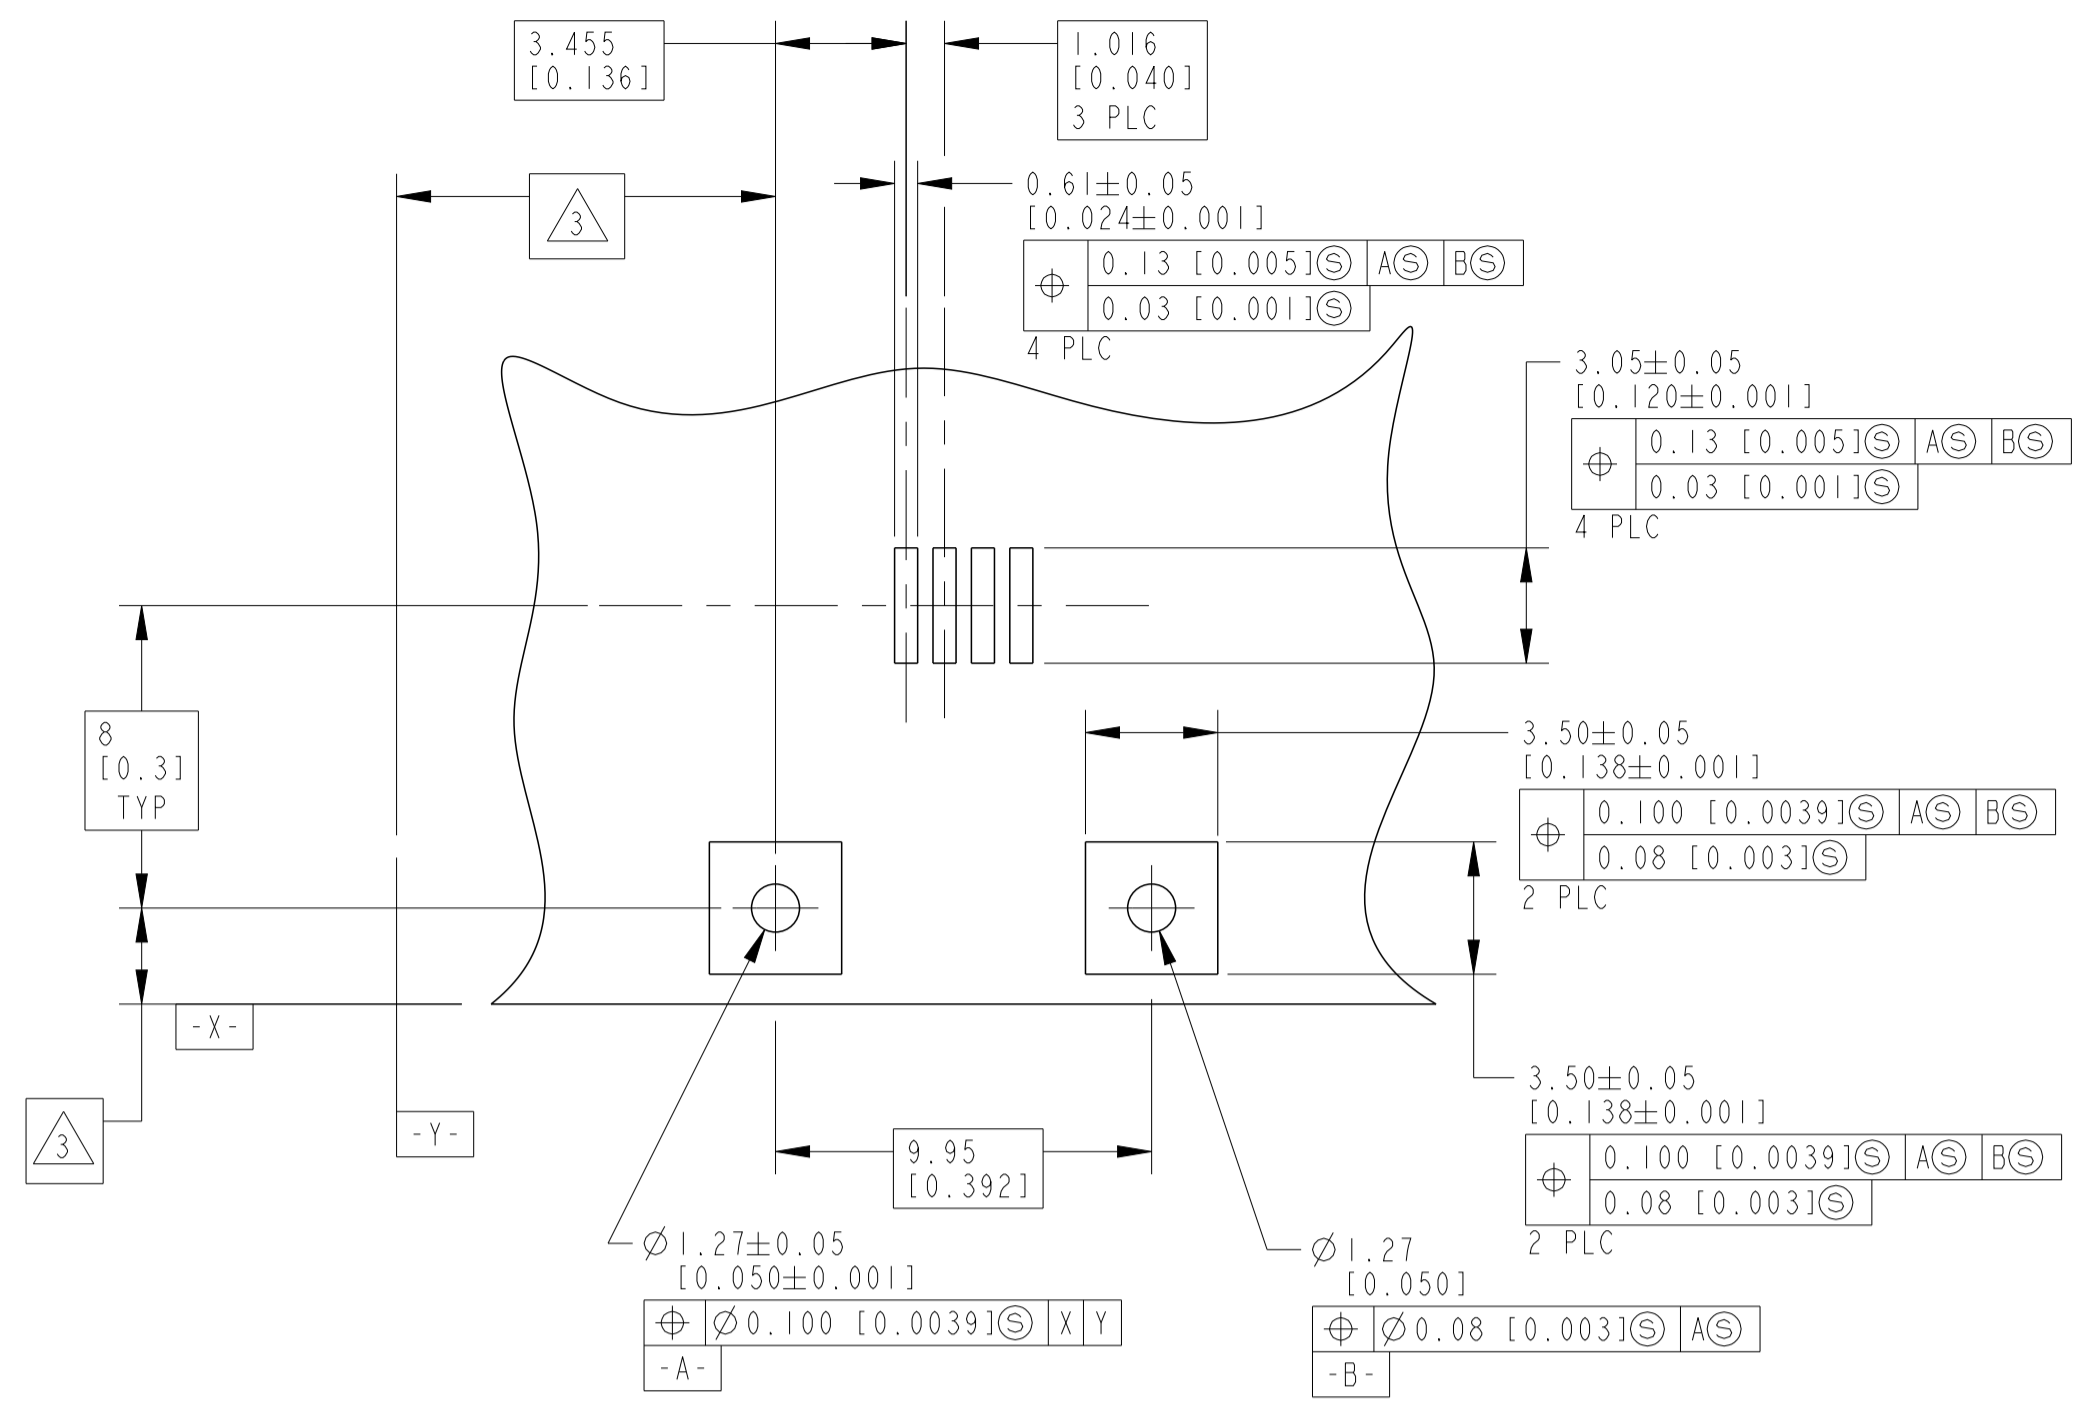 3.455
[0.136]
1.016
[0.040]
3 PLC
3
0.61±0.05
[0.024±0.001]
⌖ 0.13 [0.005]Ⓢ AⓈ BⓈ
0.03 [0.001]Ⓢ
4 PLC
3.05±0.05
[0.120±0.001]
⌖ 0.13 [0.005]Ⓢ AⓈ BⓈ
0.03 [0.001]Ⓢ
4 PLC
8
[0.3]
TYP
3.50±0.05
[0.138±0.001]
⌖ 0.100 [0.0039]Ⓢ AⓈ BⓈ
0.08 [0.003]Ⓢ
2 PLC
-X-
3
-Y-
3.50±0.05
[0.138±0.001]
⌖ 0.100 [0.0039]Ⓢ AⓈ BⓈ
0.08 [0.003]Ⓢ
2 PLC
9.95
[0.392]
∅1.27±0.05
[0.050±0.001]
⌖ ∅0.100 [0.0039]Ⓢ X Y
-A-
∅1.27
[0.050]
⌖ ∅0.08 [0.003]Ⓢ AⓈ
-B-